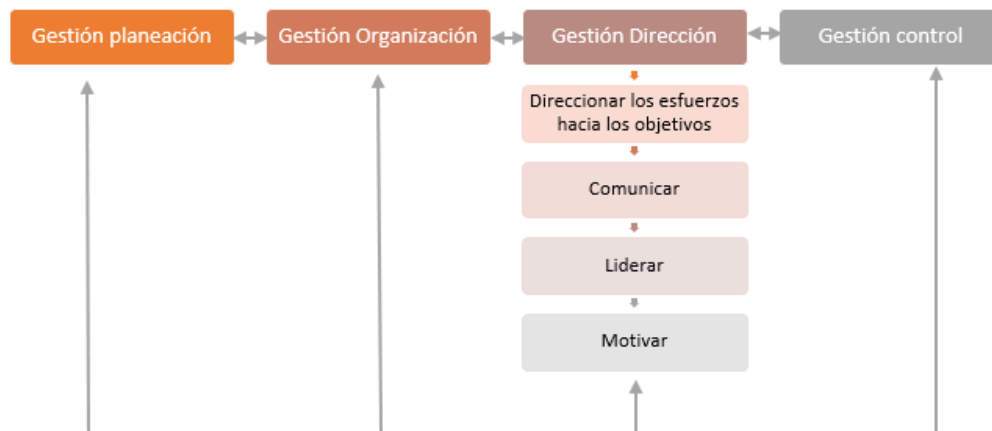 Gestión planeación
Gestión Organización
Gestión Dirección
Gestión control
Direccionar los esfuerzos
hacia los objetivos
Comunicar
Liderar
Motivar